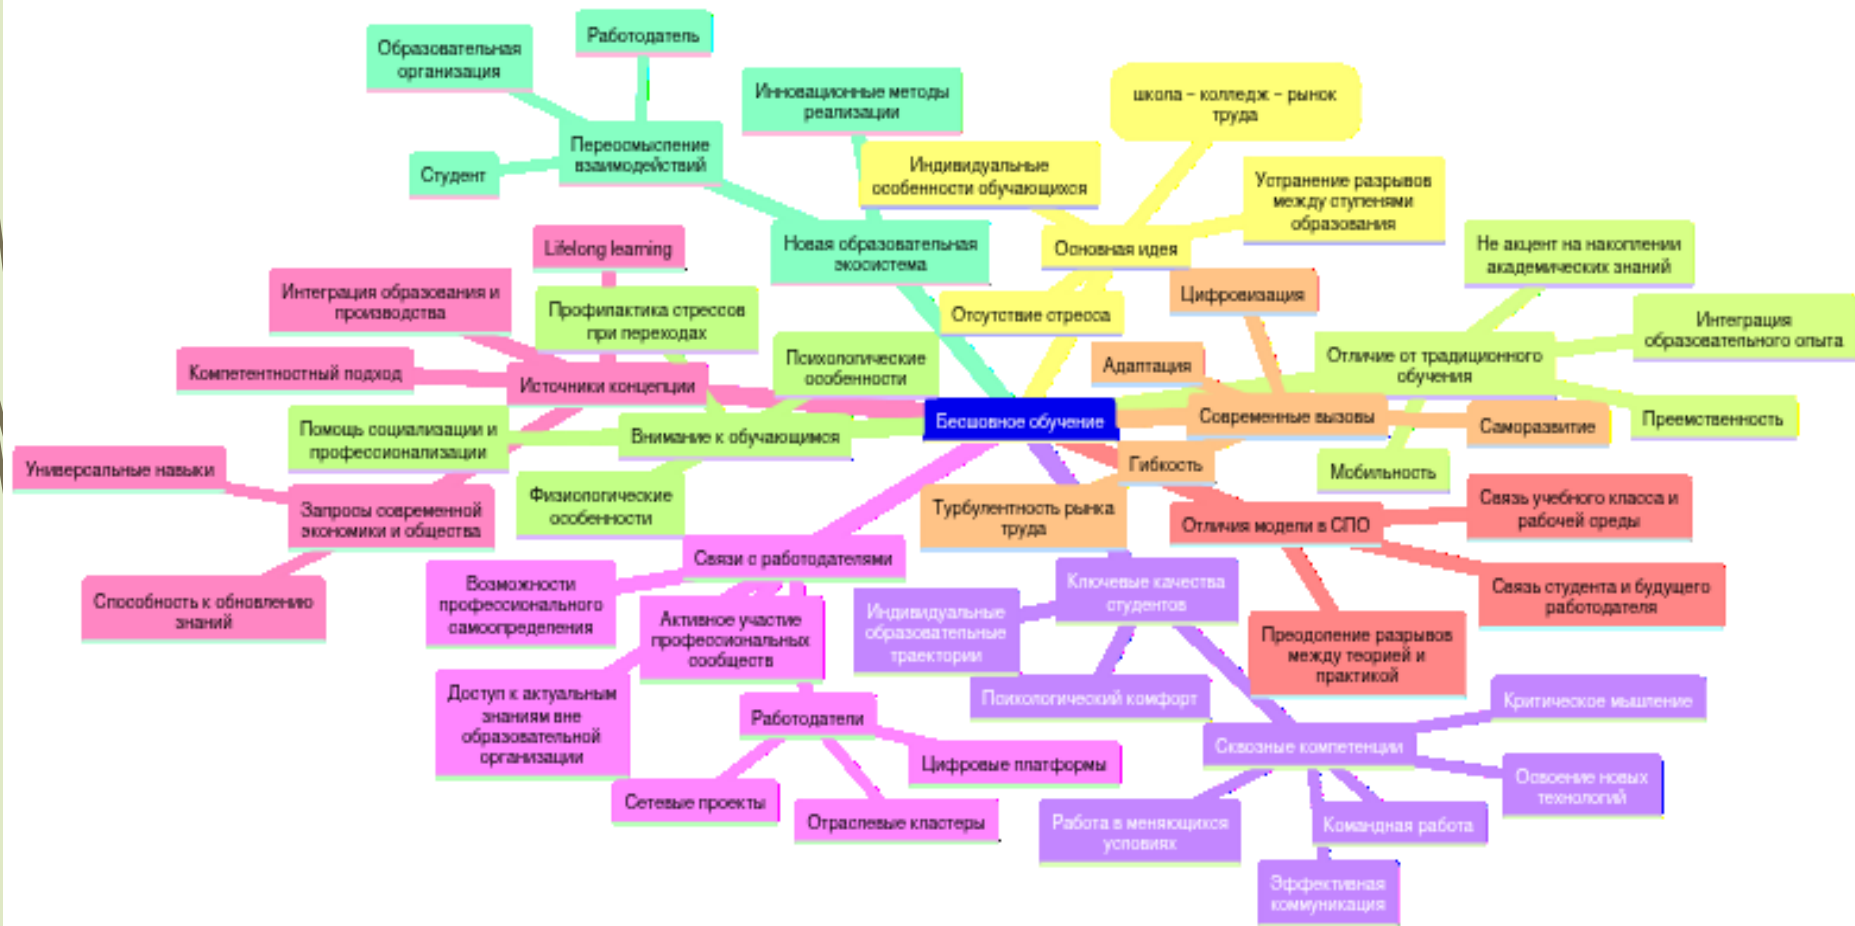 Образовательная
организация
Работодатель
Переосмысление
взаимодействий
Студент
Инновационные методы
реализации
Новая образовательная
экосистема
школа – колледж – рынок
труда
Индивидуальные
особенности обучающихся
Устранение разрывов
между ступенями
образования
Основная идея
Отсутствие стресса
Не акцент на накоплении
академических знаний
Интеграция
образовательного опыта
Отличие от традиционного
обучения
Преемственность
Мобильность
Цифровизация
Адаптация
Современные вызовы
Саморазвитие
Гибкость
Турбулентность рынка
труда
Lifelong learning
Интеграция образования и
производства
Компетентностный подход
Источники концепции
Универсальные навыки
Запросы современной
экономики и общества
Способность к обновлению
знаний
Профилактика стрессов
при переходах
Психологические
особенности
Помощь социализации и
профессионализации
Внимание к обучающимся
Физиологические
особенности
Бесшовное обучение
Отличия модели в СПО
Связь учебного класса и
рабочей среды
Связь студента и будущего
работодателя
Преодоление разрывов
между теорией и
практикой
Связи с работодателями
Возможности
профессионального
самоопределения
Активное участие
профессиональных
сообществ
Доступ к актуальным
знаниям вне
образовательной
организации
Работодатели
Цифровые платформы
Сетевые проекты
Отраслевые кластеры
Ключевые качества
студентов
Индивидуальные
образовательные
траектории
Психологический комфорт
Сквозные компетенции
Критическое мышление
Освоение новых
технологий
Командная работа
Работа в меняющихся
условиях
Эффективная
коммуникация